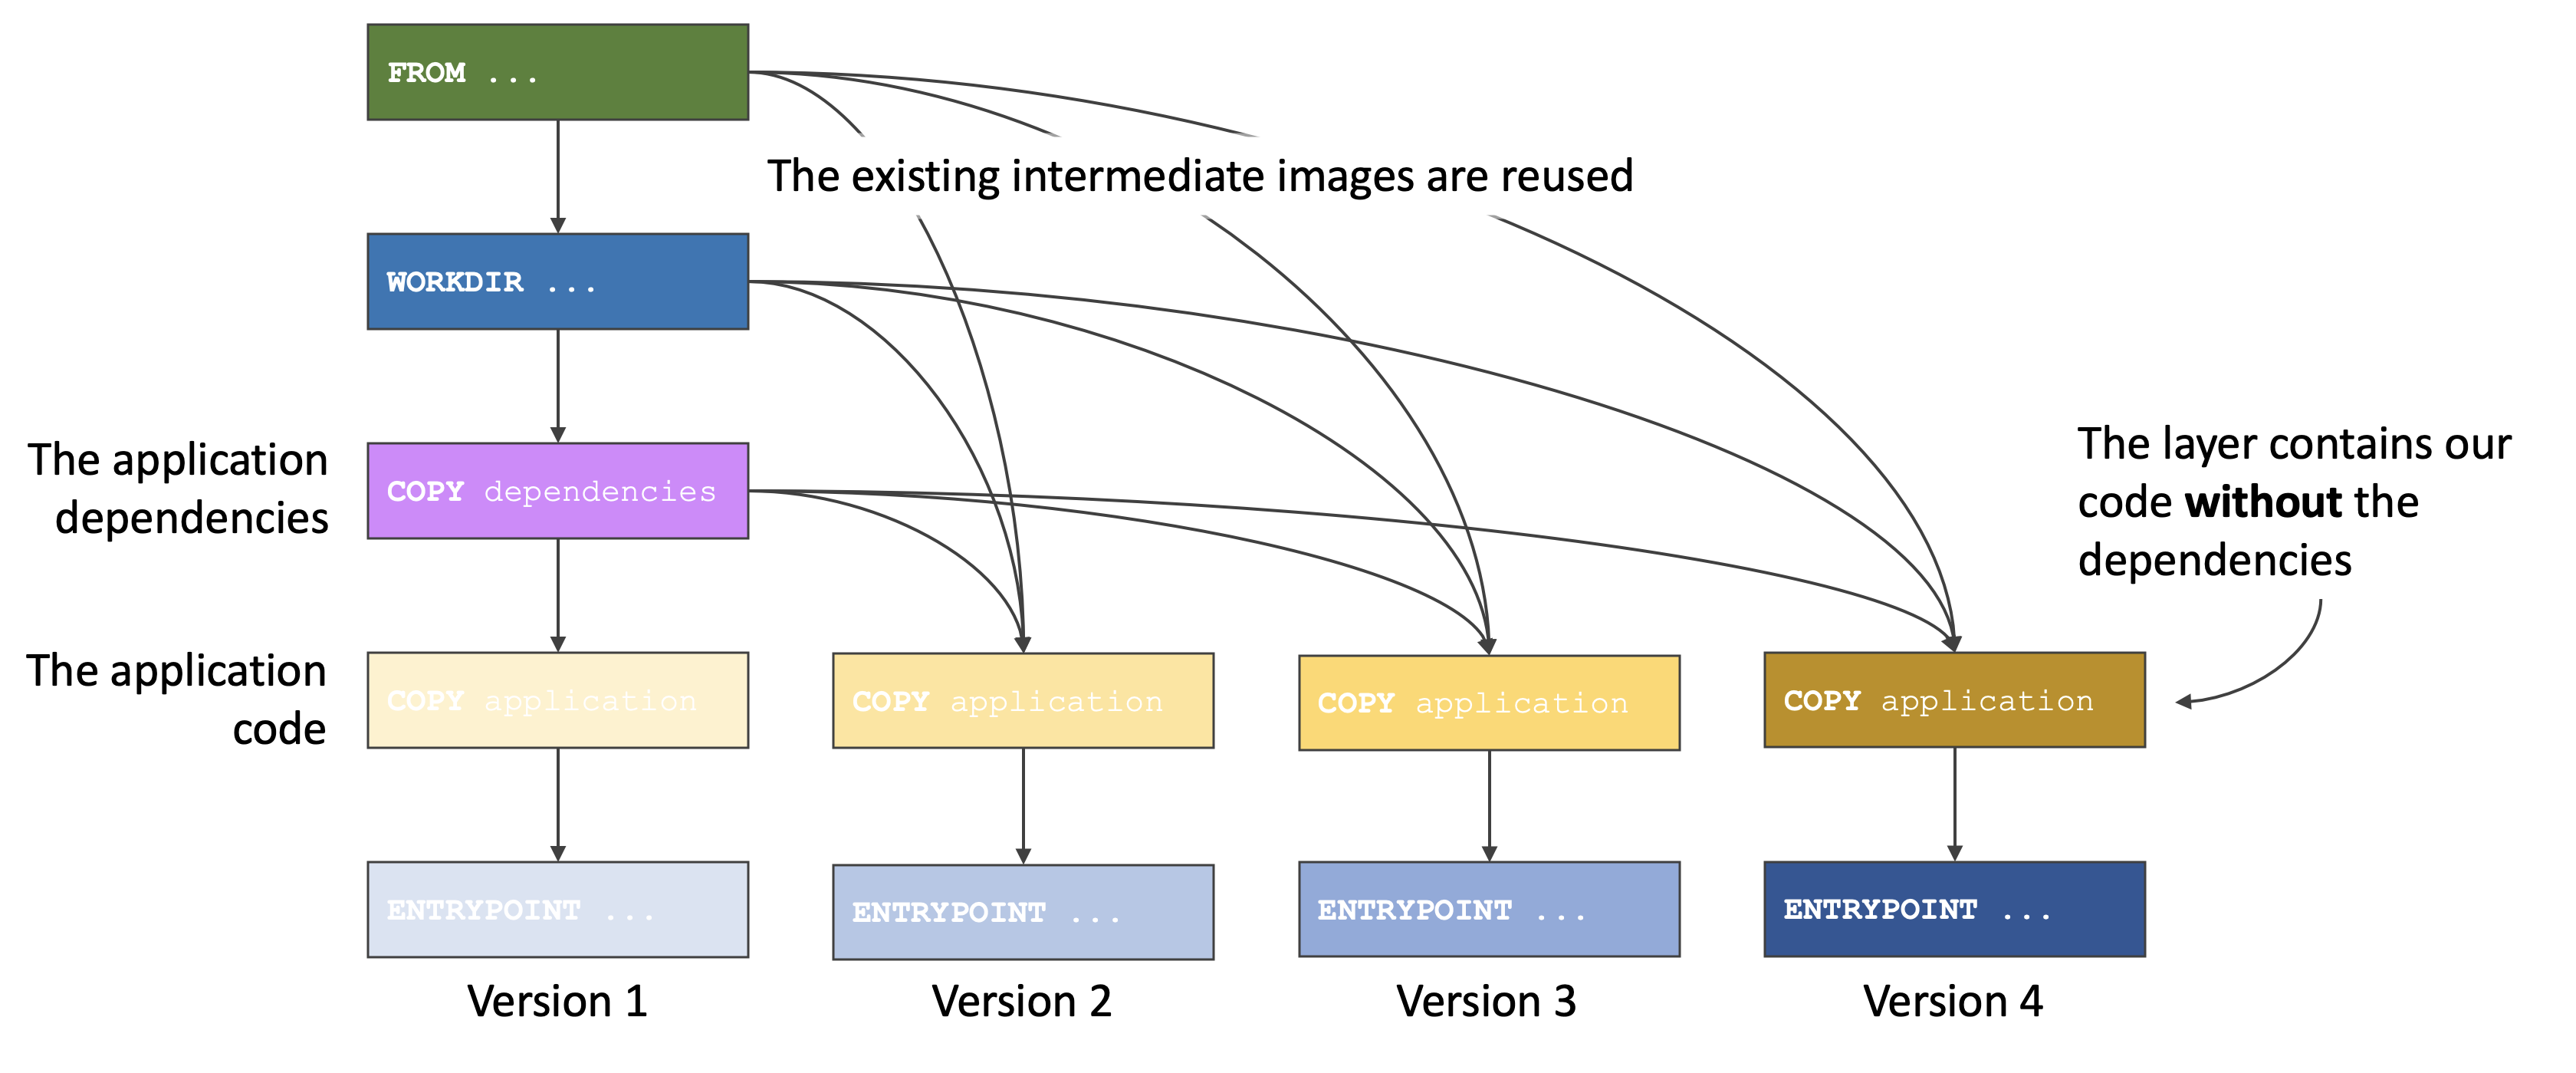 FROM ...
The existing intermediate images are reused
WORKDIR ...
The application
dependencies
COPY dependencies
The layer contains our
code without the
dependencies
The application
code
COPY application
COPY application
COPY application
COPY application
ENTRYPOINT ...
ENTRYPOINT ...
ENTRYPOINT ...
ENTRYPOINT ...
Version 1
Version 2
Version 3
Version 4